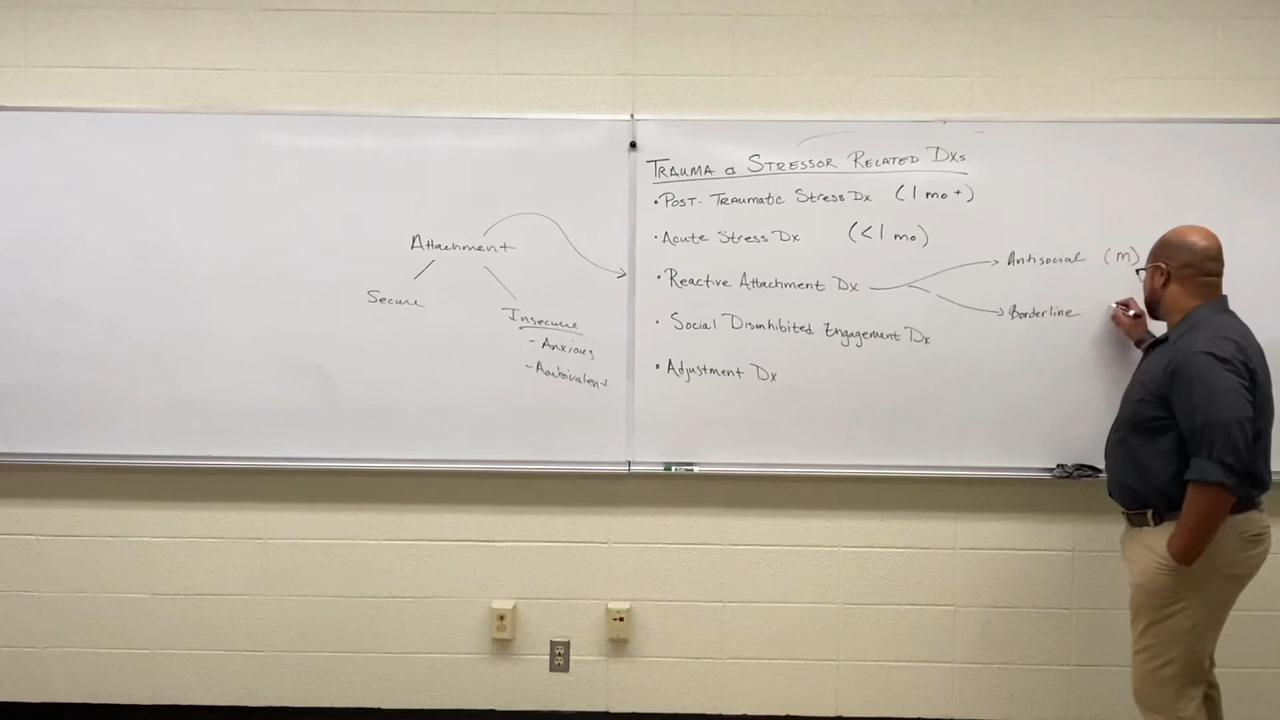 Attachment
Secure
Insecure
- Anxious
- Ambivalent
TRAUMA & STRESSOR RELATED DXs
• POST-TRAUMATIC Stress Dx (1 mo+)
• Acute Stress Dx (<1 mo)
• Reactive Attachment Dx
Antisocial (M)
Borderline
• Social Disinhibited Engagement Dx
• Adjustment Dx